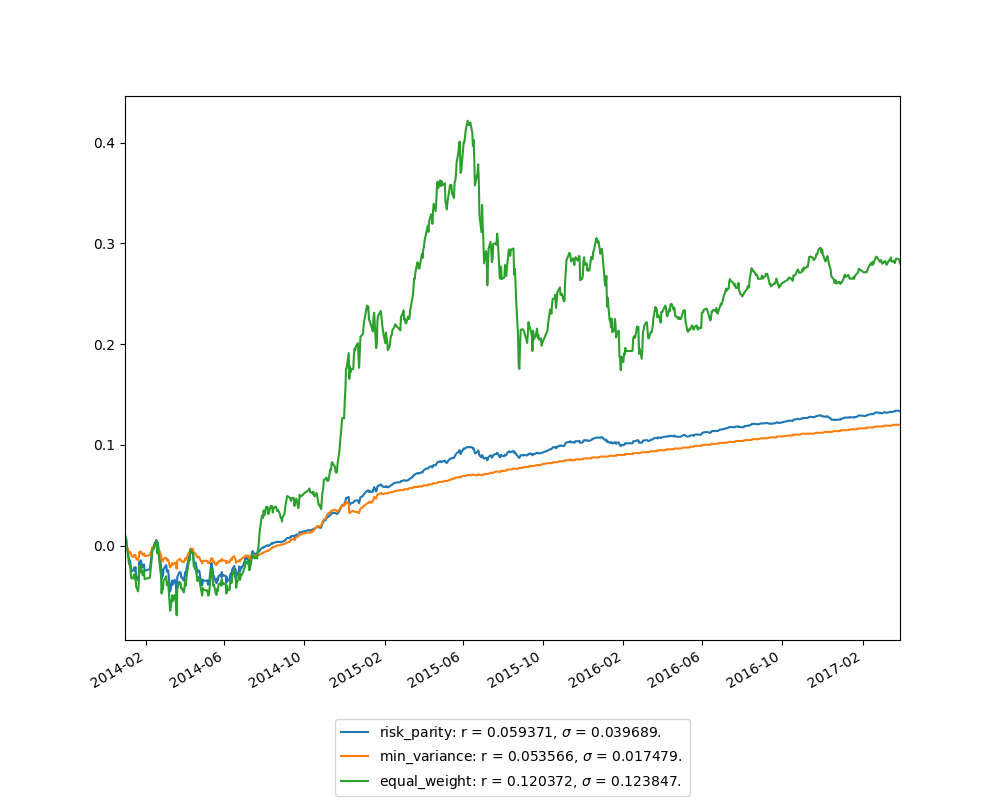 0.4
0.3
0.2
0.1
0.0
2014-02 2014-06 2014-10 2015-02 2015-06 2015-10 2016-02 2016-06 2016-10 2017-02
risk_parity: r = 0.059371, σ = 0.039689.
min_variance: r = 0.053566, σ = 0.017479.
equal_weight: r = 0.120372, σ = 0.123847.